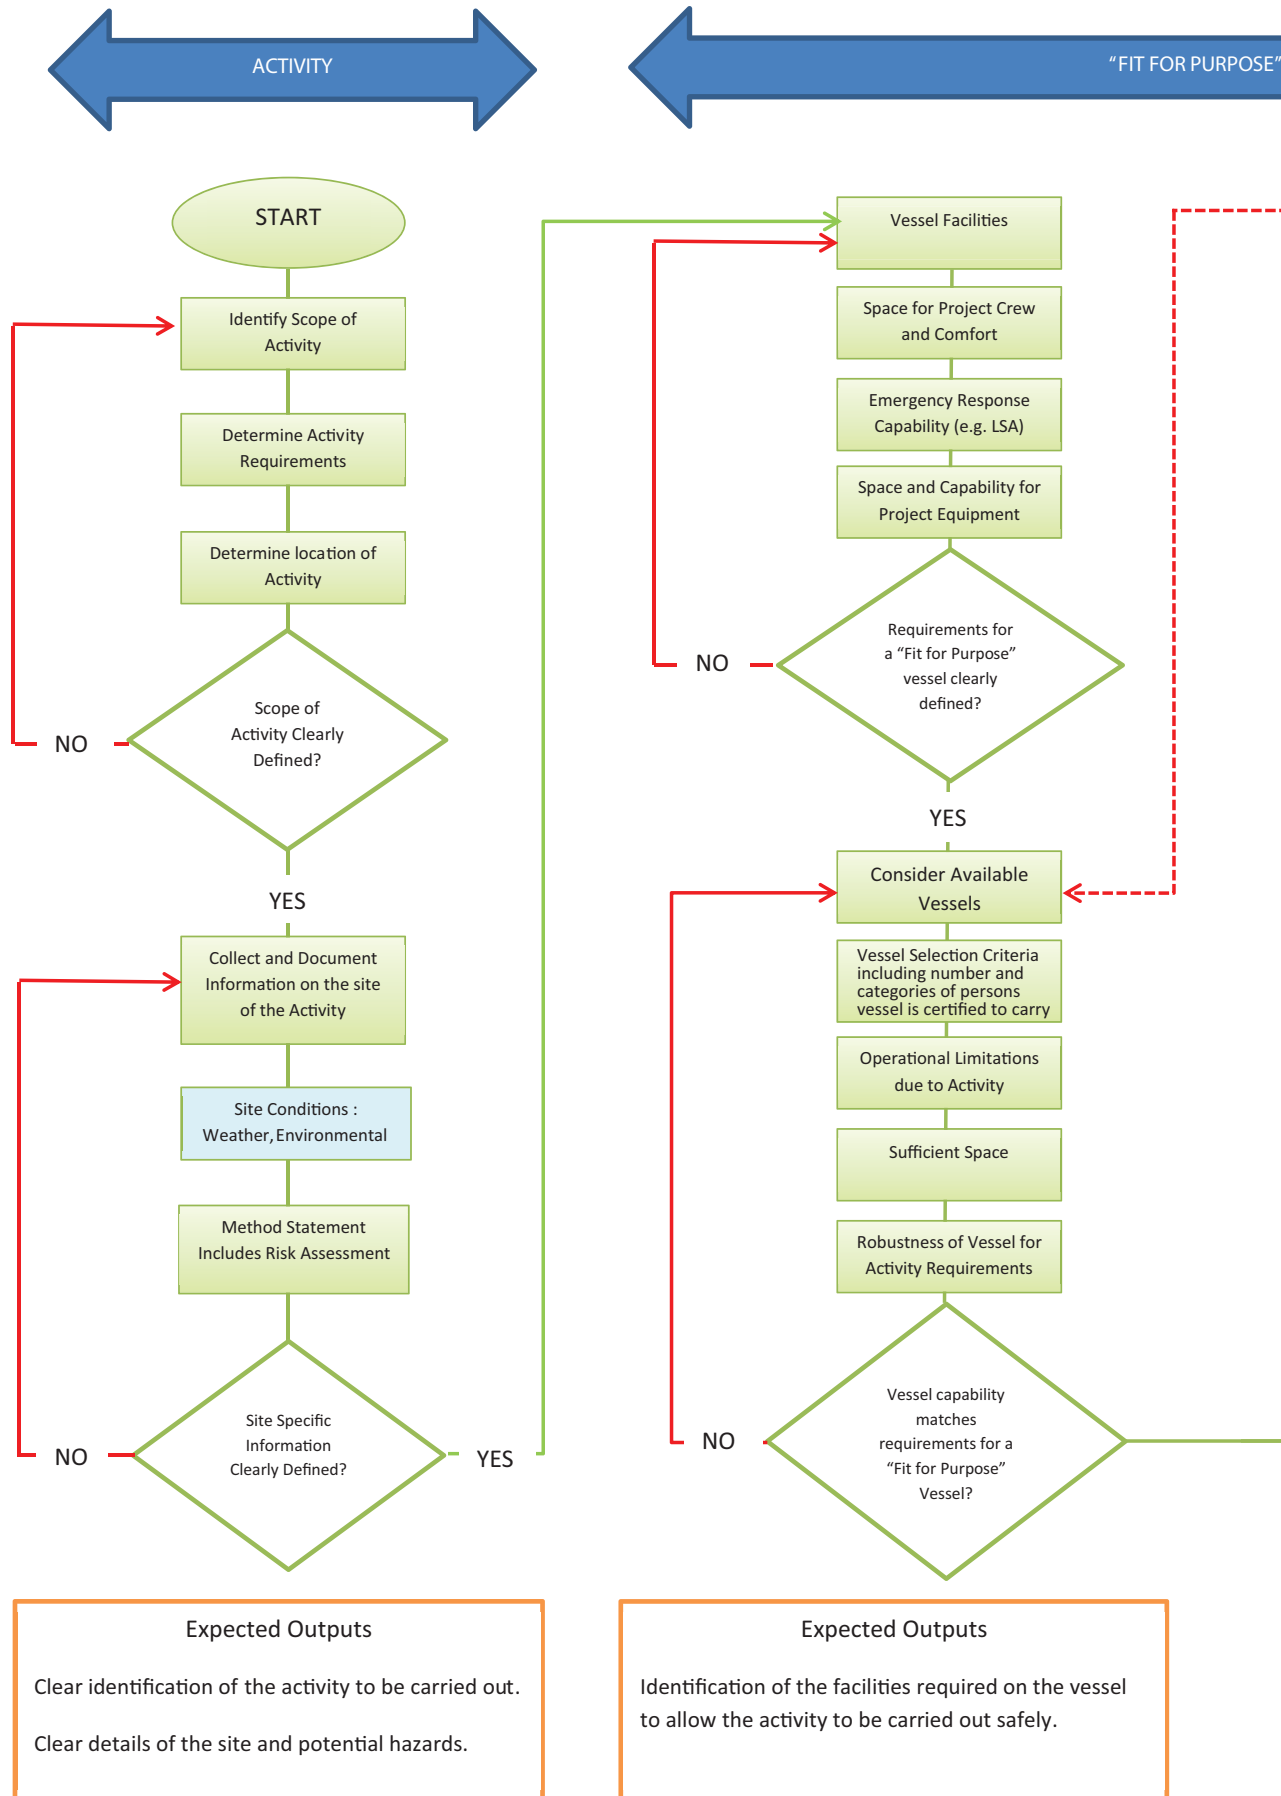 ACTIVITY
"FIT FOR PURPOSE"
START
Identify Scope of
Activity
Determine Activity
Requirements
Determine location of
Activity
Scope of
Activity Clearly
Defined?
NO
YES
Collect and Document
Information on the site
of the Activity
Site Conditions :
Weather, Environmental
Method Statement
Includes Risk Assessment
Site Specific
Information
Clearly Defined?
NO
YES
Expected Outputs
Clear identification of the activity to be carried out.
Clear details of the site and potential hazards.
Vessel Facilities
Space for Project Crew
and Comfort
Emergency Response
Capability (e.g. LSA)
Space and Capability for
Project Equipment
Requirements for
a “Fit for Purpose”
vessel clearly
defined?
NO
YES
Consider Available
Vessels
Vessel Selection Criteria
including number and
categories of persons
vessel is certified to carry
Operational Limitations
due to Activity
Sufficient Space
Robustness of Vessel for
Activity Requirements
Vessel capability
matches
requirements for a
“Fit for Purpose”
Vessel?
NO
Expected Outputs
Identification of the facilities required on the vessel
to allow the activity to be carried out safely.